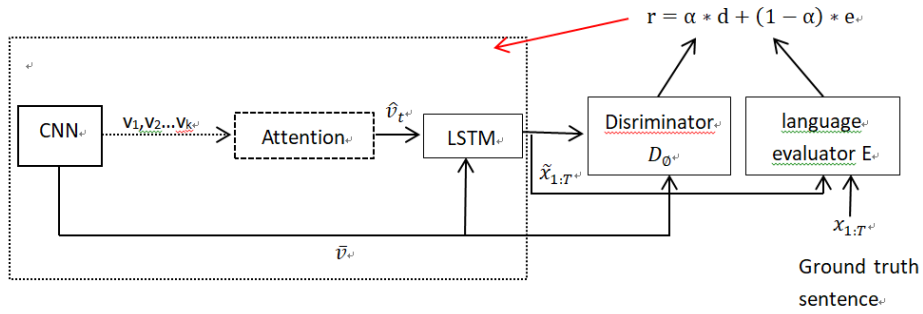 r = α ∗ d + (1 − α) ∗ e
CNN
v₁,v₂...vₖ
Attention
v̂ₜ
LSTM
Disriminator
D∅
language
evaluator E
x̃₁:T
x₁:T
v̄
Ground truth
sentence